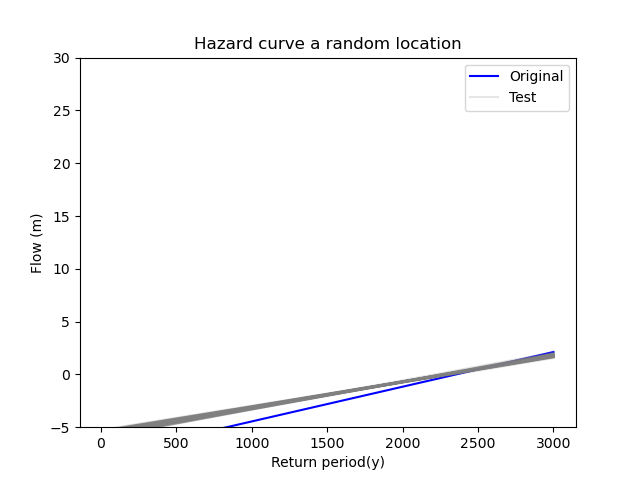 Hazard curve a random location
Original
Test
Flow (m)
30
25
20
15
10
5
0
−5
0 500 1000 1500 2000 2500 3000
Return period(y)